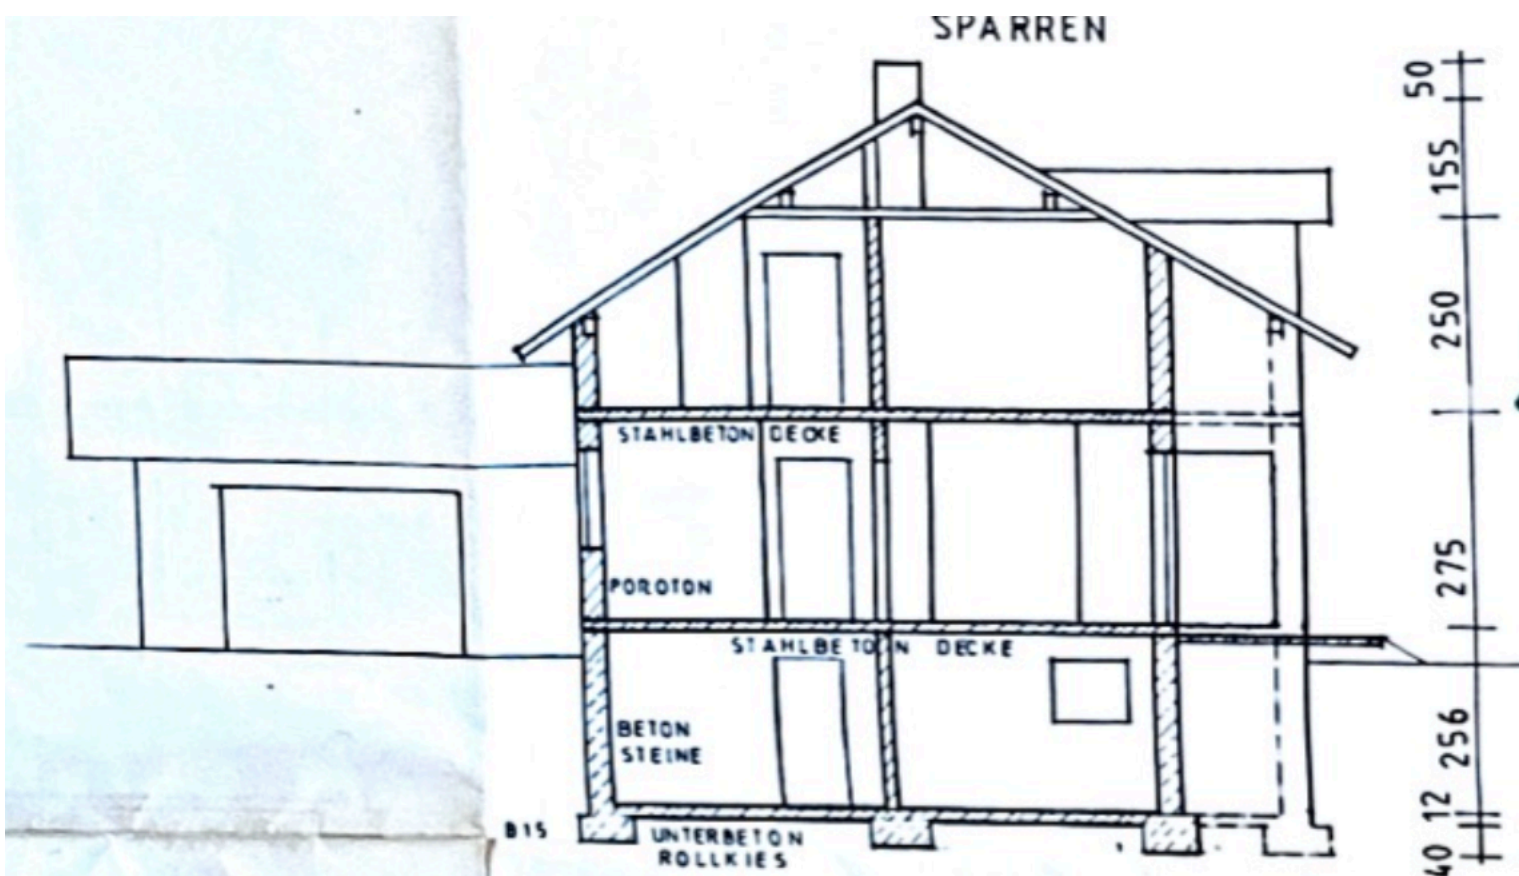 SPARREN
50
155
250
STAHLBETON DECKE
275
POROTON
STAHLBETON DECKE
BETON
STEINE
256
12
B15
UNTERBETON
ROLLKIES
40